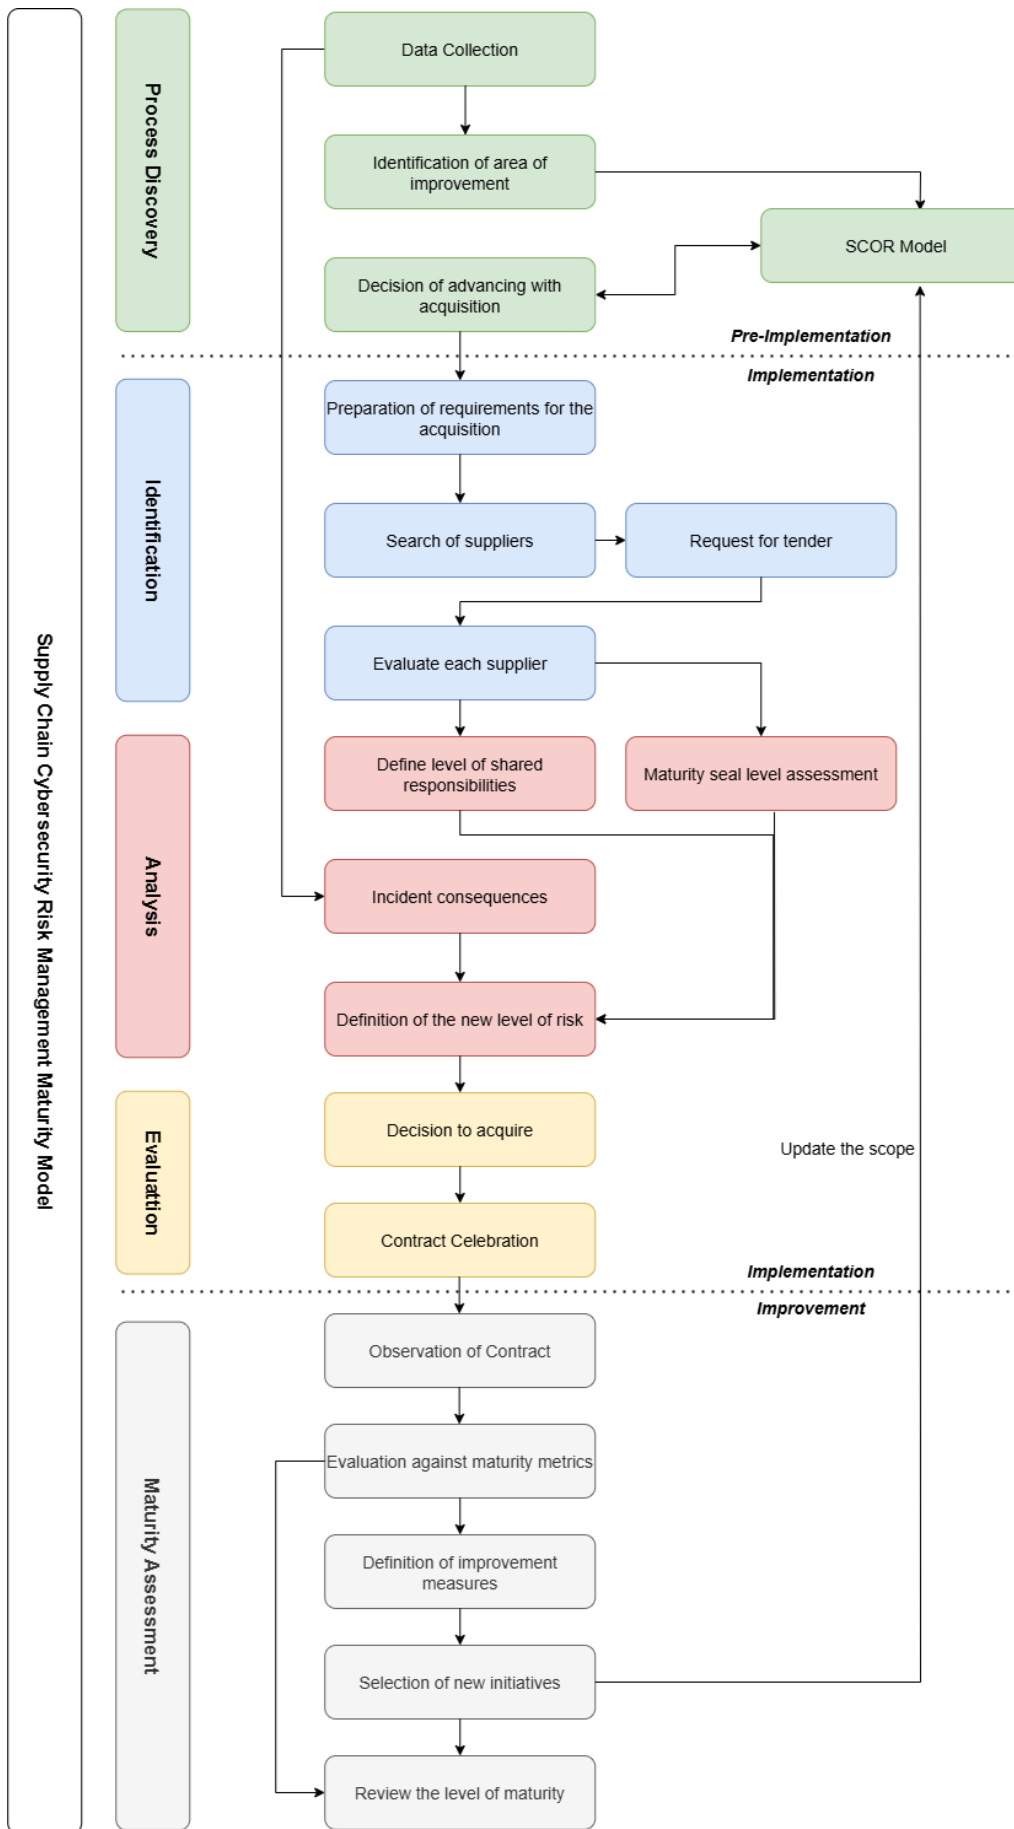 Supply Chain Cybersecurity Risk Management Maturity Model
Process Discovery
Data Collection
Identification of area of
improvement
SCOR Model
Decision of advancing with
acquisition
Pre-Implementation
Implementation
Identification
Preparation of requirements for the
acquisition
Search of suppliers
Request for tender
Evaluate each supplier
Analysis
Define level of shared
responsibilities
Maturity seal level assessment
Incident consequences
Definition of the new level of risk
Evaluattion
Decision to acquire
Update the scope
Contract Celebration
Implementation
Improvement
Maturity Assessment
Observation of Contract
Evaluation against maturity metrics
Definition of improvement
measures
Selection of new initiatives
Review the level of maturity